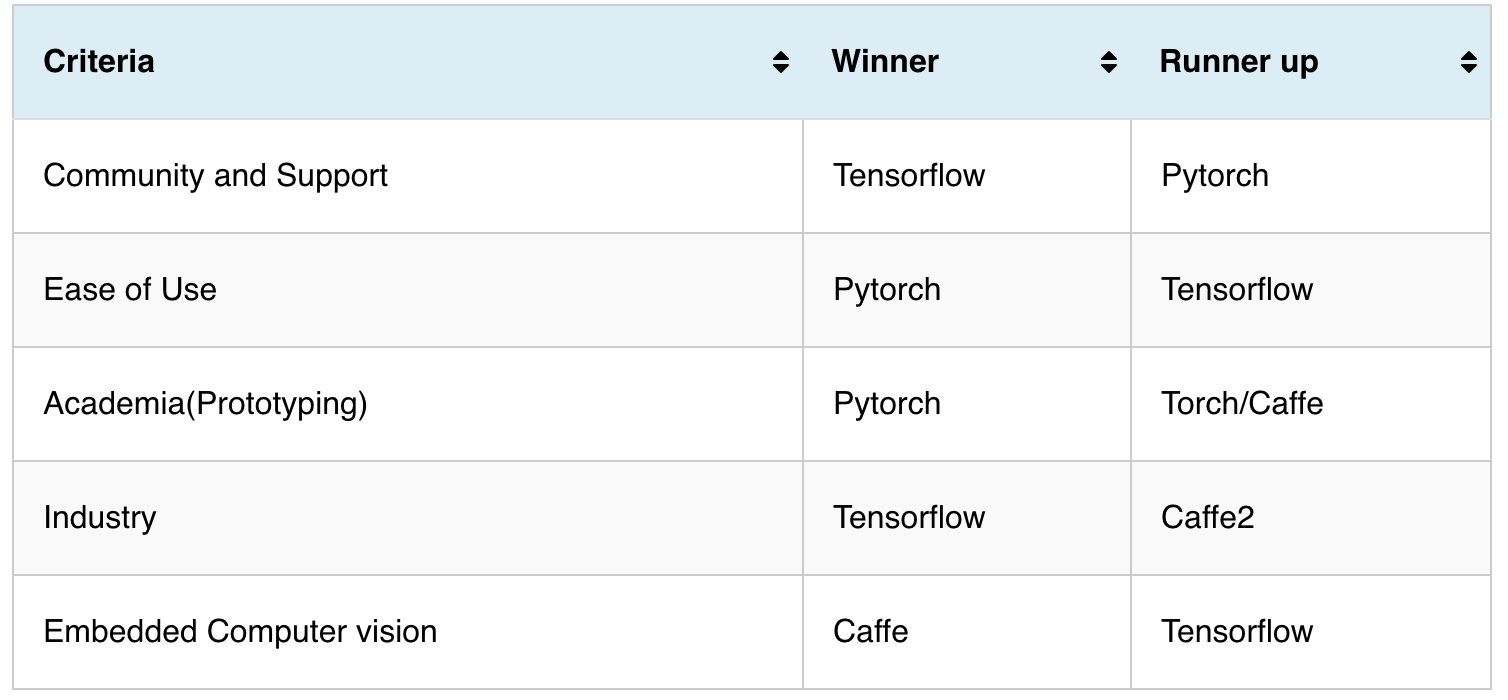 Criteria Winner Runner up
Community and Support Tensorflow Pytorch
Ease of Use Pytorch Tensorflow
Academia(Prototyping) Pytorch Torch/Caffe
Industry Tensorflow Caffe2
Embedded Computer vision Caffe Tensorflow